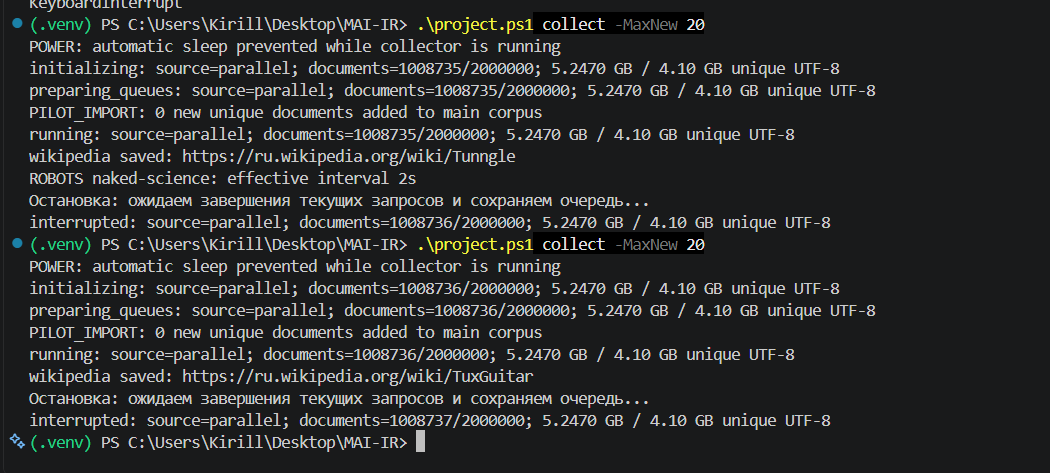 KeyboardInterrupt
(.venv) PS C:\Users\Kirill\Desktop\MAI-IR> .\project.ps1 collect -MaxNew 20
POWER: automatic sleep prevented while collector is running
initializing: source=parallel; documents=1008735/2000000; 5.2470 GB / 4.10 GB unique UTF-8
preparing_queues: source=parallel; documents=1008735/2000000; 5.2470 GB / 4.10 GB unique UTF-8
PILOT_IMPORT: 0 new unique documents added to main corpus
running: source=parallel; documents=1008735/2000000; 5.2470 GB / 4.10 GB unique UTF-8
wikipedia saved: https://ru.wikipedia.org/wiki/Tunngle
ROBOTS naked-science: effective interval 2s
Остановка: ожидаем завершения текущих запросов и сохраняем очередь...
interrupted: source=parallel; documents=1008736/2000000; 5.2470 GB / 4.10 GB unique UTF-8
(.venv) PS C:\Users\Kirill\Desktop\MAI-IR> .\project.ps1 collect -MaxNew 20
POWER: automatic sleep prevented while collector is running
initializing: source=parallel; documents=1008736/2000000; 5.2470 GB / 4.10 GB unique UTF-8
preparing_queues: source=parallel; documents=1008736/2000000; 5.2470 GB / 4.10 GB unique UTF-8
PILOT_IMPORT: 0 new unique documents added to main corpus
running: source=parallel; documents=1008736/2000000; 5.2470 GB / 4.10 GB unique UTF-8
wikipedia saved: https://ru.wikipedia.org/wiki/TuxGuitar
Остановка: ожидаем завершения текущих запросов и сохраняем очередь...
interrupted: source=parallel; documents=1008737/2000000; 5.2470 GB / 4.10 GB unique UTF-8
(.venv) PS C:\Users\Kirill\Desktop\MAI-IR>